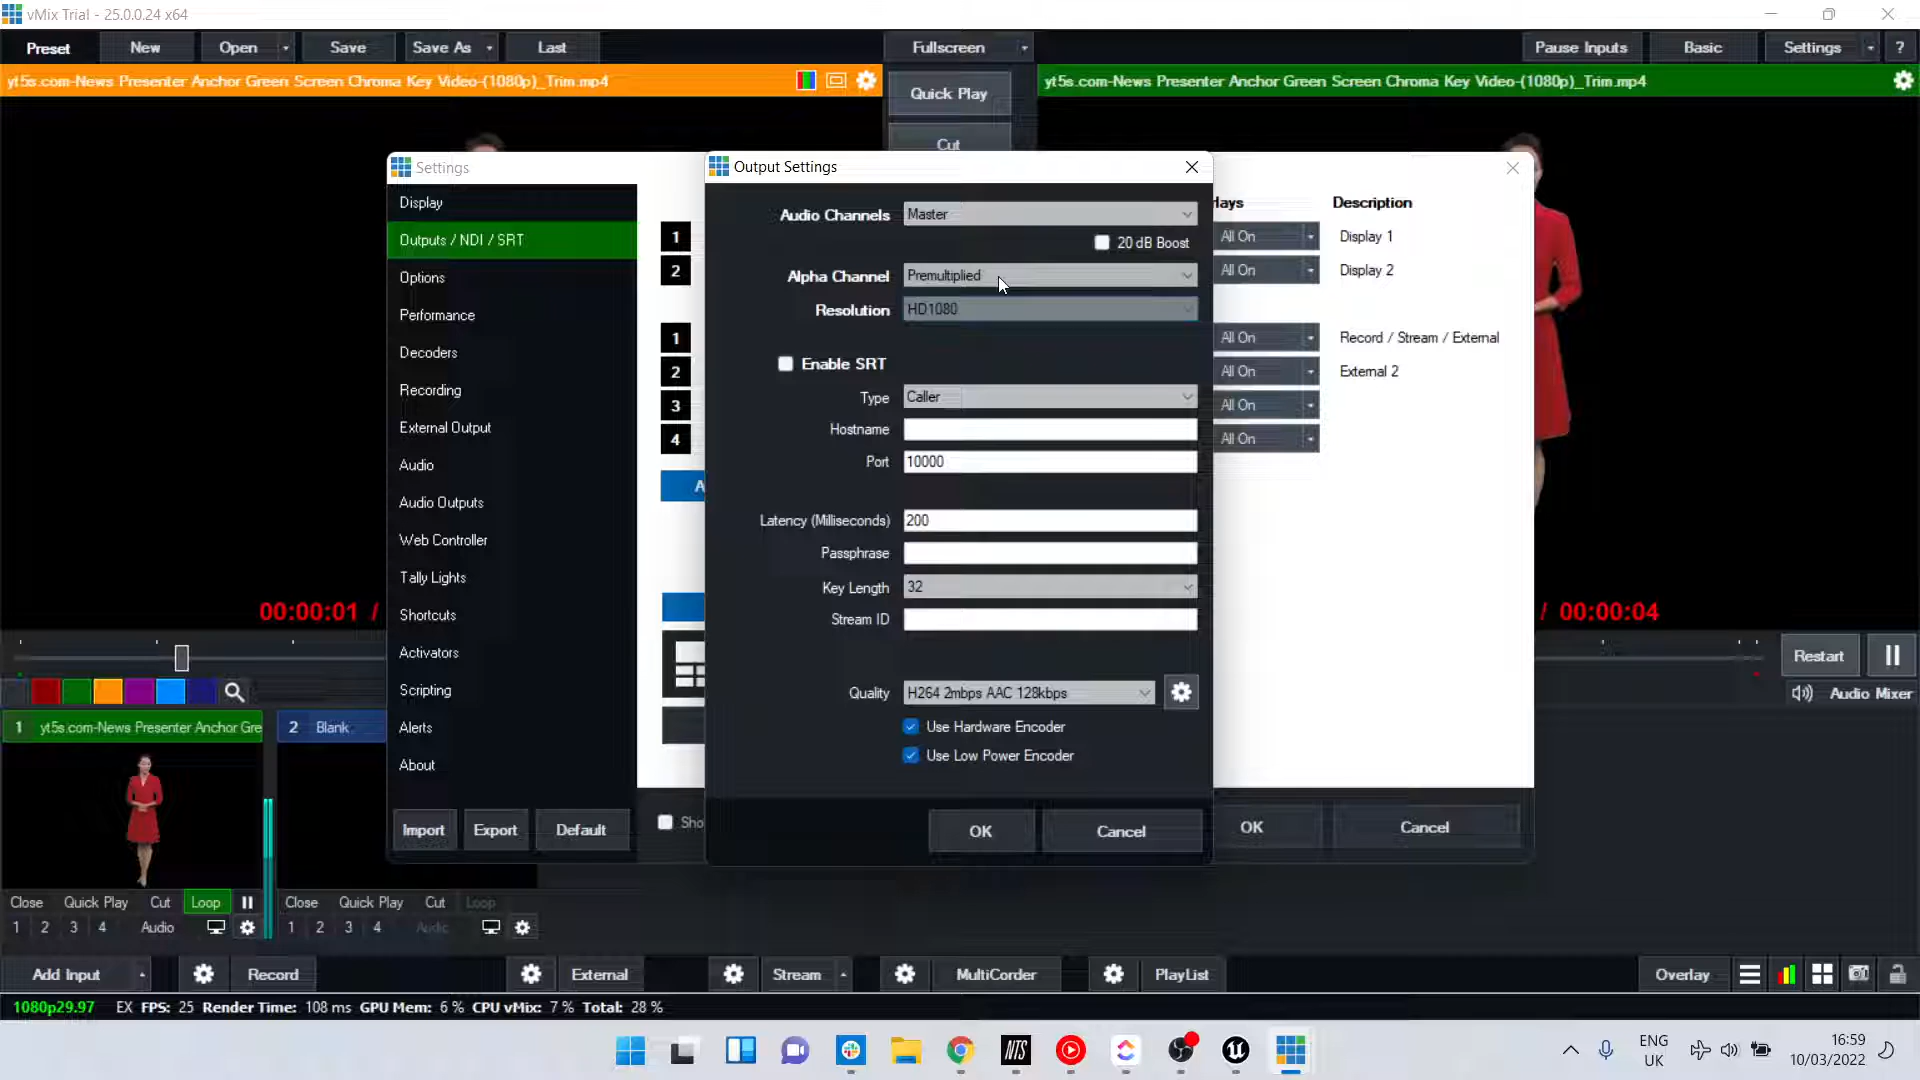 vMix Trial - 25.0.0.24 x64
Preset New Open Save Save As Last Fullscreen Pause Inputs Basic Settings ?
yt5s.com-News Presenter Anchor Green Screen Chroma Key Video-(1080p)_Trim.mp4
Quick Play
Cut
yt5s.com-News Presenter Anchor Green Screen Chroma Key Video-(1080p)_Trim.mp4
Settings
Display
Outputs / NDI / SRT
Options
Performance
Decoders
Recording
External Output
Audio
Audio Outputs
Web Controller
Tally Lights
Shortcuts
Activators
Scripting
Alerts
About
Import Export Default
1
2
1
2
3
4
A
Sho
Output Settings
Audio Channels Master
20 dB Boost
Alpha Channel Premultiplied
Resolution HD1080
Enable SRT
Type Caller
Hostname
Port 10000
Latency (Milliseconds) 200
Passphrase
Key Length 32
Stream ID
Quality H264 2mbps AAC 128kbps
Use Hardware Encoder
Use Low Power Encoder
OK Cancel
lays Description
All On Display 1
All On Display 2
All On Record / Stream / External
All On External 2
All On
All On
OK Cancel
00:00:01 /
/ 00:00:04
Restart
Audio Mixer
1 yt5s.com-News Presenter Anchor Gre
2 Blank
Close Quick Play Cut Loop
1 2 3 4 Audio
Close Quick Play Cut Loop
1 2 3 4 Audio
Add Input Record External Stream MultiCorder PlayList Overlay
1080p29.97 EX FPS: 25 Render Time: 108 ms GPU Mem: 6 % CPU vMix: 7 % Total: 28 %
NTS
ENG
UK
16:59
10/03/2022